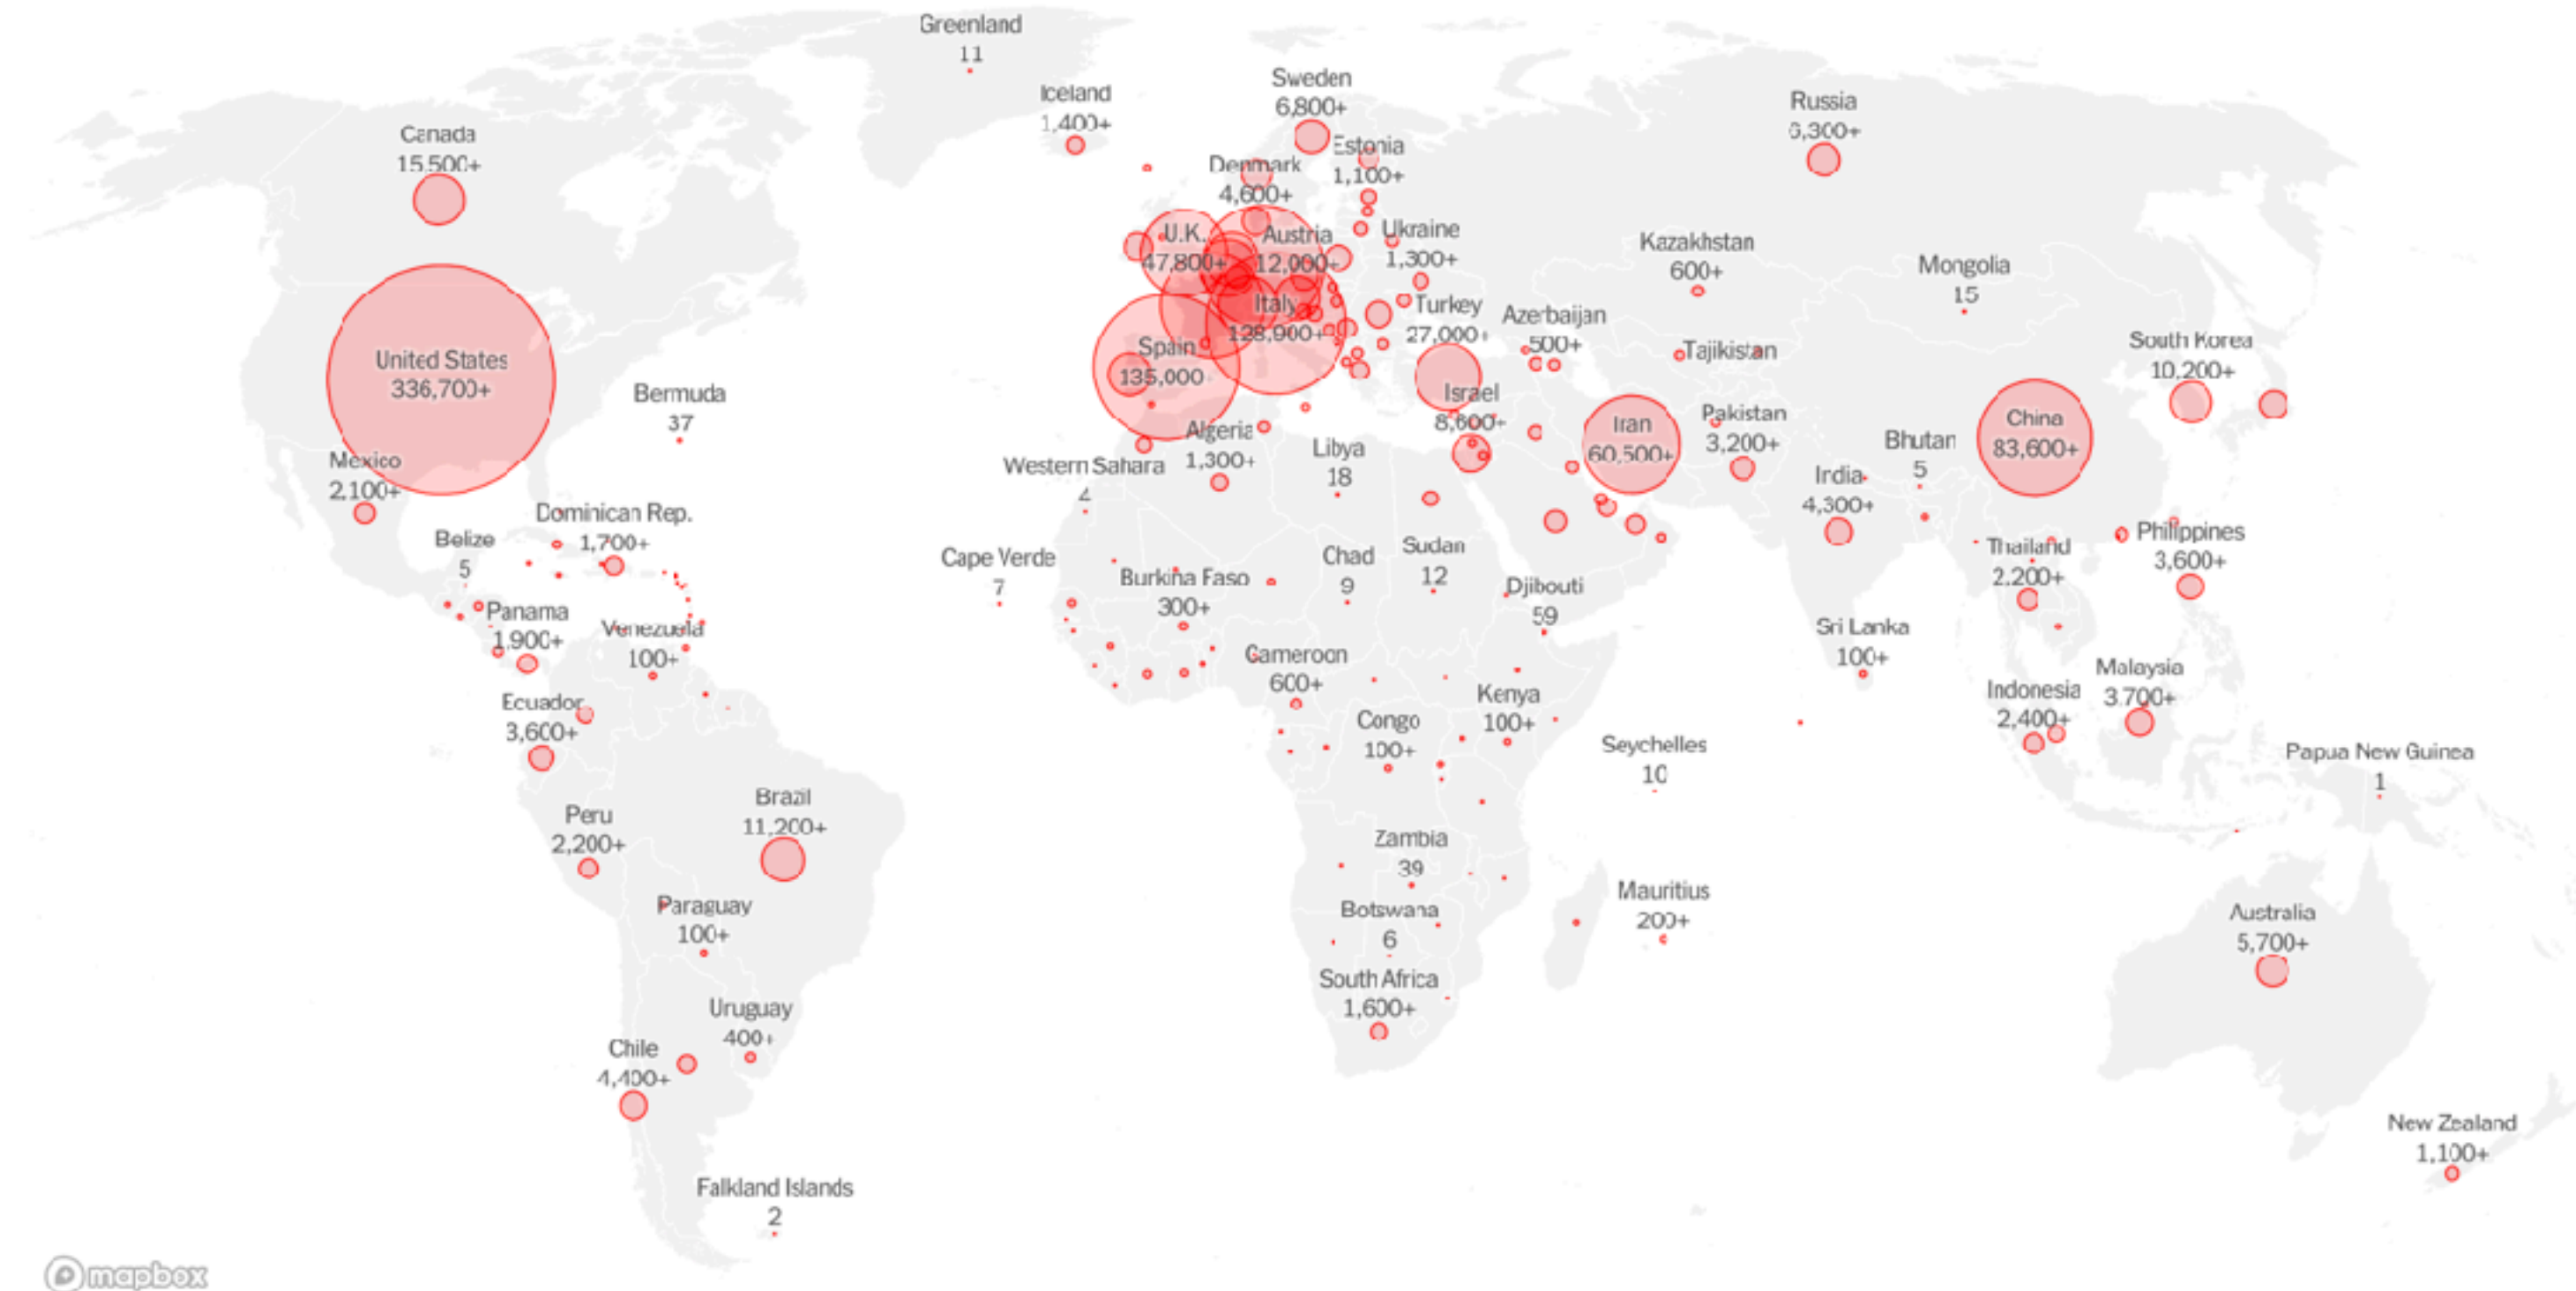 Greenland
11
Iceland
1,400+
Sweden
6,800+
Russia
6,300+
Canada
15,500+
Denmark
4,600+
Estonia
1,100+
U.K.
47,800+
Austria
12,000+
Ukraine
1,300+
Kazakhstan
600+
Mongolia
15
Italy
128,900+
Turkey
27,000+
Azerbaijan
500+
Tajikistan
South Korea
10,200+
United States
336,700+
Spain
135,000
Bermuda
37
Israel
8,600+
Iran
60,500+
Pakistan
3,200+
China
83,600+
Algeria
1,300+
Libya
18
Bhutan
5
Mexico
2,100+
Western Sahara
4
India
4,300+
Dominican Rep.
1,700+
Belize
5
Philippines
3,600+
Cape Verde
7
Burkina Faso
300+
Chad
9
Sudan
12
Djibouti
59
Thailand
2,200+
Panama
1,900+
Venezuela
100+
Cameroon
600+
Sri Lanka
100+
Malaysia
3,700+
Ecuador
3,600+
Kenya
100+
Indonesia
2,400+
Congo
100+
Seychelles
10
Papua New Guinea
1
Brazil
11,200+
Peru
2,200+
Zambia
39
Mauritius
200+
Paraguay
100+
Botswana
6
Australia
5,700+
South Africa
1,600+
Uruguay
400+
Chile
4,400+
New Zealand
1,100+
Falkland Islands
2
mapbox